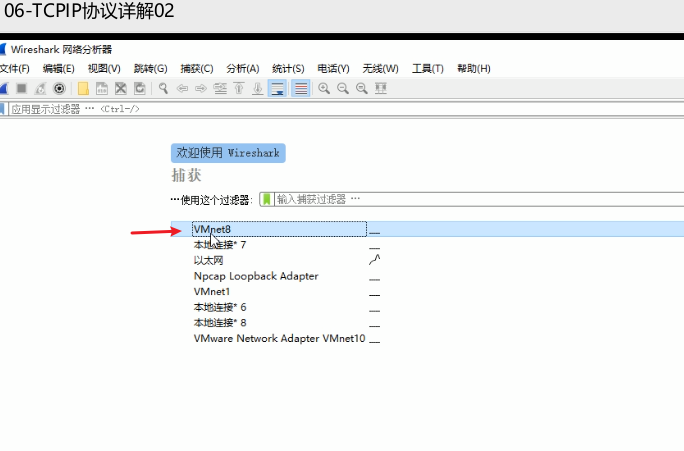 06-TCPIP协议详解02
Wireshark 网络分析器
文件(F) 编辑(E) 视图(V) 跳转(G) 捕获(C) 分析(A) 统计(S) 电话(Y) 无线(W) 工具(T) 帮助(H)
应用显示过滤器 … <Ctrl-/>
欢迎使用 Wireshark
捕获
…使用这个过滤器: 输入捕获过滤器 …
VMnet8
本地连接* 7
以太网
Npcap Loopback Adapter
VMnet1
本地连接* 6
本地连接* 8
VMware Network Adapter VMnet10